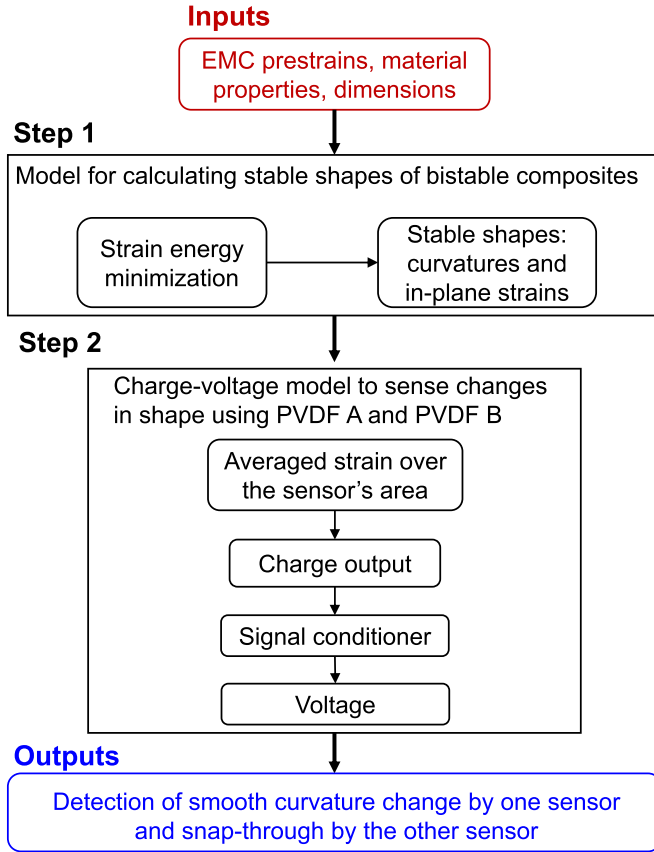 Inputs
EMC prestrains, material
properties, dimensions
Step 1
Model for calculating stable shapes of bistable composites
Strain energy
minimization
Stable shapes:
curvatures and
in-plane strains
Step 2
Charge-voltage model to sense changes
in shape using PVDF A and PVDF B
Averaged strain over
the sensor's area
Charge output
Signal conditioner
Voltage
Outputs
Detection of smooth curvature change by one sensor
and snap-through by the other sensor